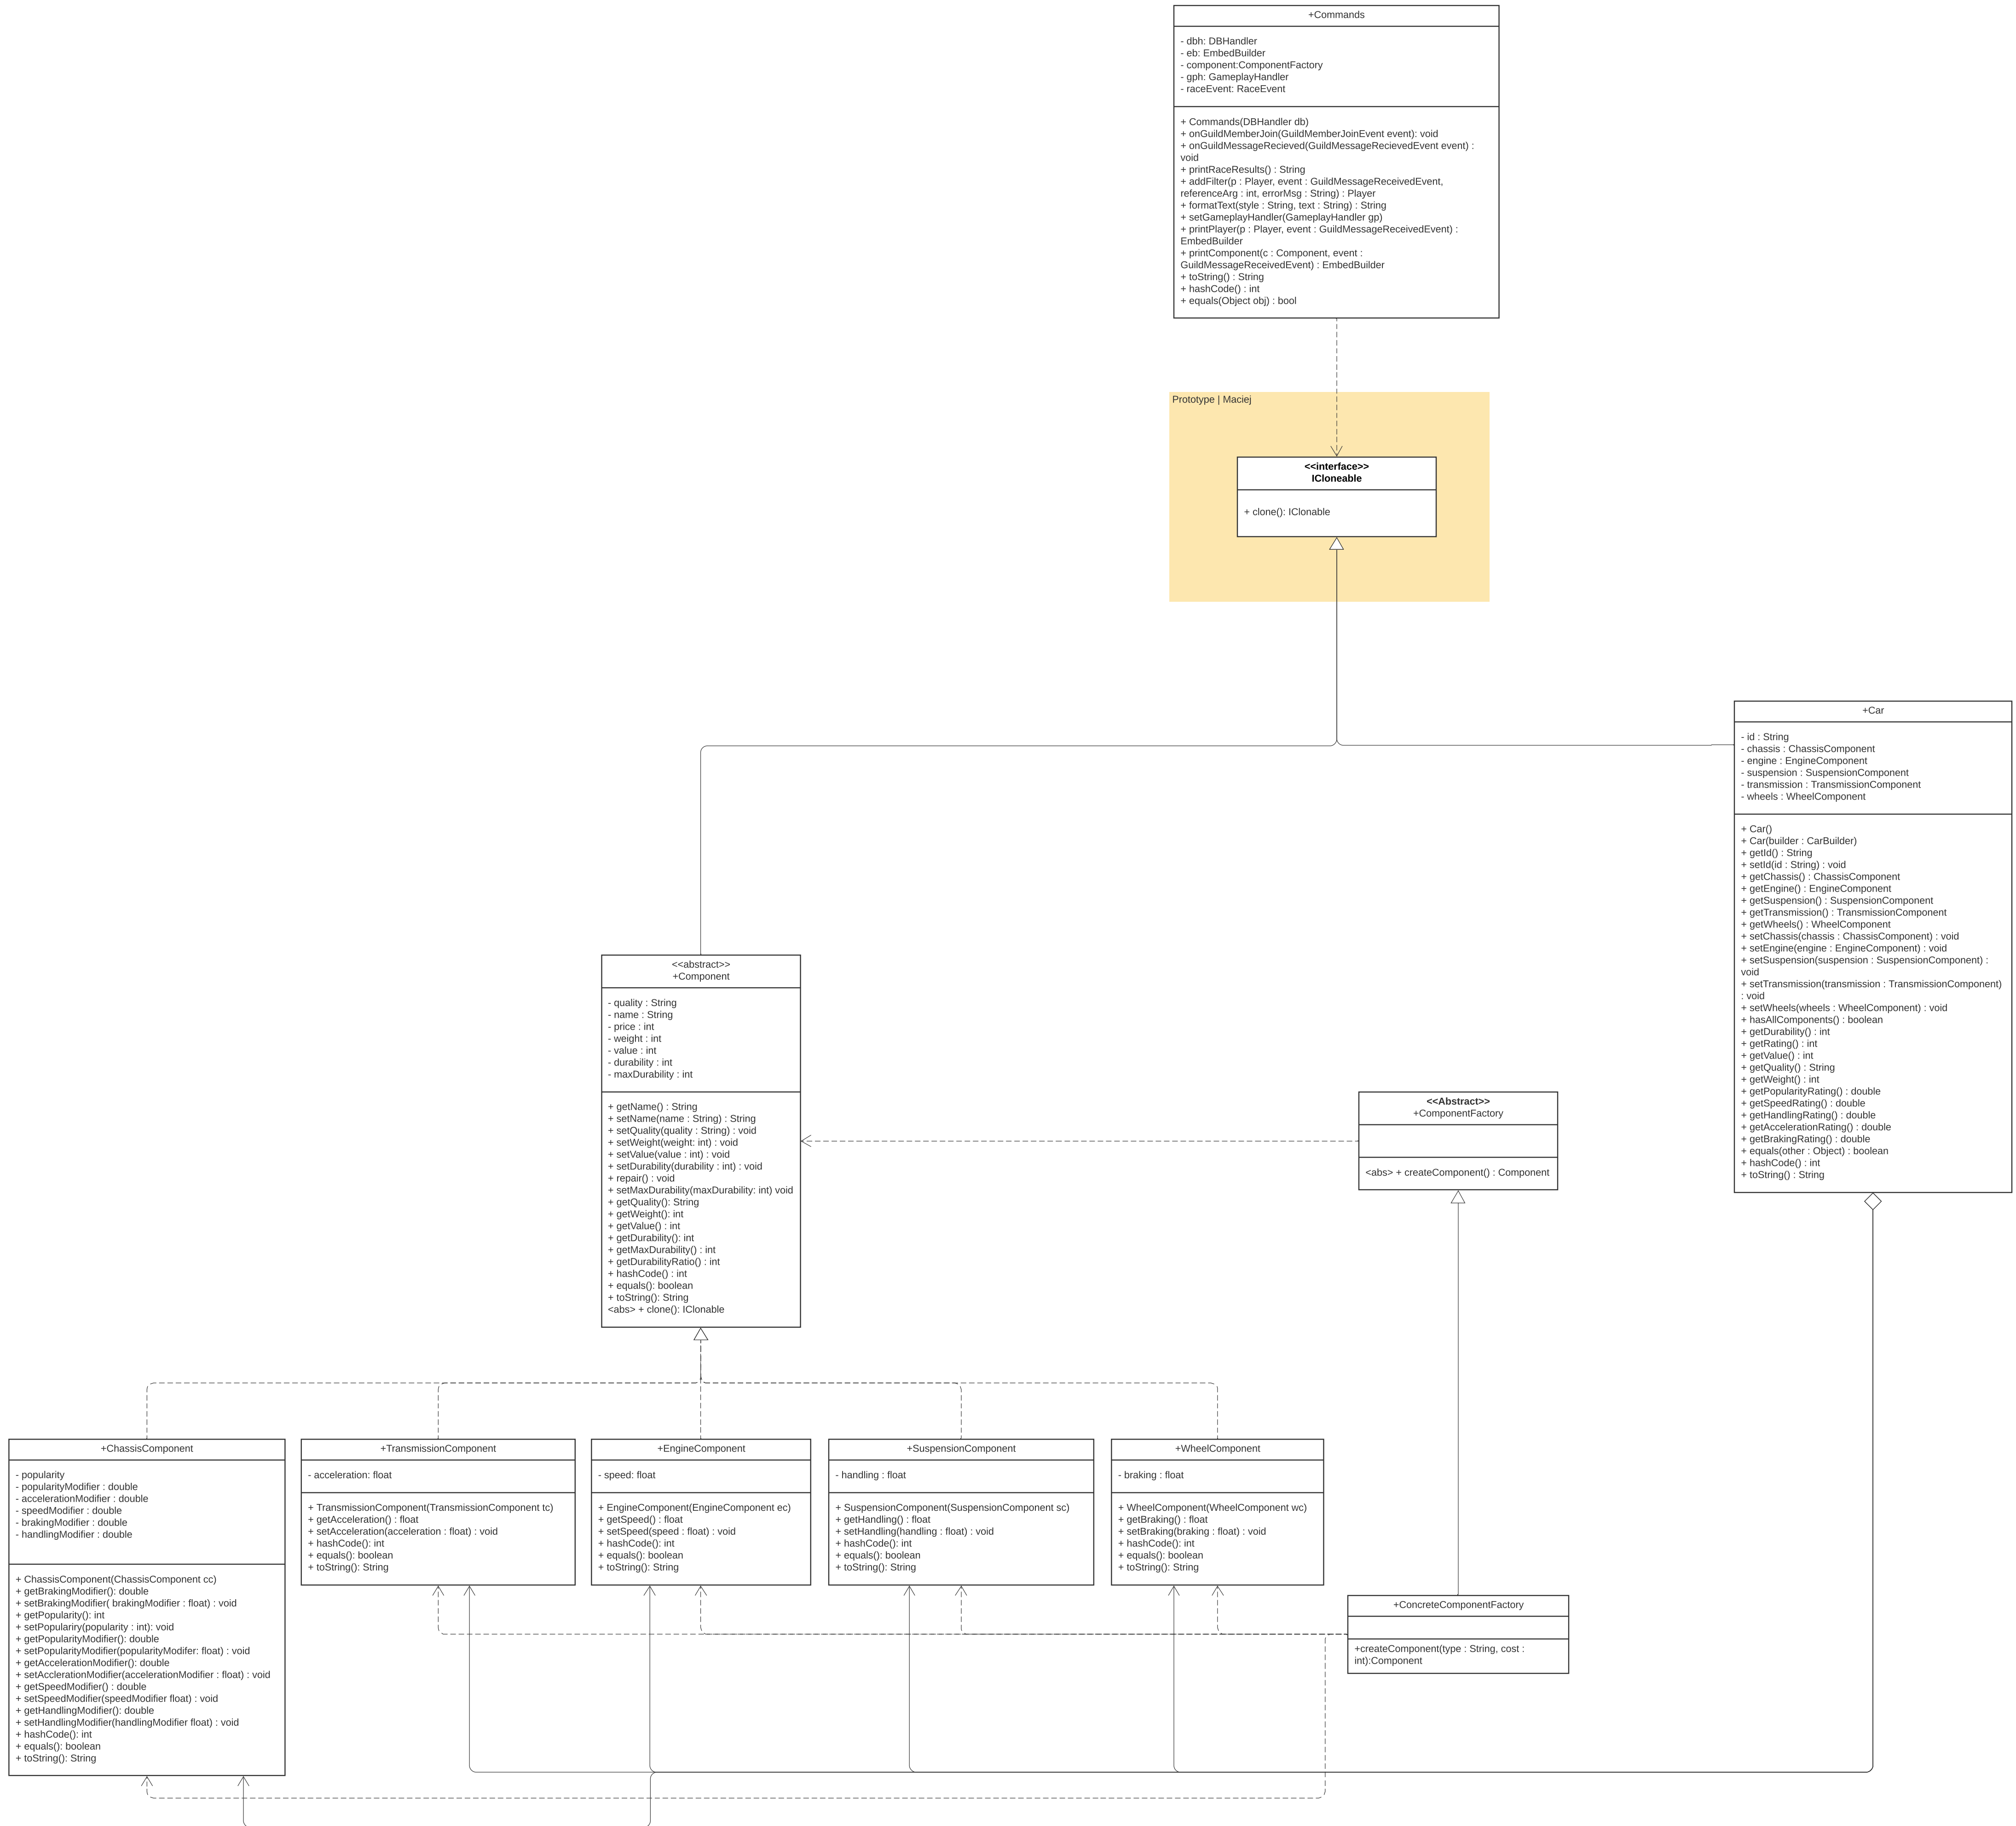 +Commands
- dbh: DBHandler
- eb: EmbedBuilder
- component:ComponentFactory
- gph: GameplayHandler
- raceEvent: RaceEvent
+ Commands(DBHandler db)
+ onGuildMemberJoin(GuildMemberJoinEvent event): void
+ onGuildMessageRecieved(GuildMessageRecievedEvent event) :
void
+ printRaceResults() : String
+ addFilter(p : Player, event : GuildMessageReceivedEvent,
referenceArg : int, errorMsg : String) : Player
+ formatText(style : String, text : String) : String
+ setGameplayHandler(GameplayHandler gp)
+ printPlayer(p : Player, event : GuildMessageReceivedEvent) :
EmbedBuilder
+ printComponent(c : Component, event :
GuildMessageReceivedEvent) : EmbedBuilder
+ toString() : String
+ hashCode() : int
+ equals(Object obj) : bool
Prototype | Maciej
<<interface>>
ICloneable
+ clone(): IClonable
+Car
- id : String
- chassis : ChassisComponent
- engine : EngineComponent
- suspension : SuspensionComponent
- transmission : TransmissionComponent
- wheels : WheelComponent
+ Car()
+ Car(builder : CarBuilder)
+ getId() : String
+ setId(id : String) : void
+ getChassis() : ChassisComponent
+ getEngine() : EngineComponent
+ getSuspension() : SuspensionComponent
+ getTransmission() : TransmissionComponent
+ getWheels() : WheelComponent
+ setChassis(chassis : ChassisComponent) : void
+ setEngine(engine : EngineComponent) : void
+ setSuspension(suspension : SuspensionComponent) :
void
+ setTransmission(transmission : TransmissionComponent)
: void
+ setWheels(wheels : WheelComponent) : void
+ hasAllComponents() : boolean
+ getDurability() : int
+ getRating() : int
+ getValue() : int
+ getQuality() : String
+ getWeight() : int
+ getPopularityRating() : double
+ getSpeedRating() : double
+ getHandlingRating() : double
+ getAccelerationRating() : double
+ getBrakingRating() : double
+ equals(other : Object) : boolean
+ hashCode() : int
+ toString() : String
<<abstract>>
+Component
- quality : String
- name : String
- price : int
- weight : int
- value : int
- durability : int
- maxDurability : int
+ getName() : String
+ setName(name : String) : String
+ setQuality(quality : String) : void
+ setWeight(weight: int) : void
+ setValue(value : int) : void
+ setDurability(durability : int) : void
+ repair() : void
+ setMaxDurability(maxDurability: int) void
+ getQuality(): String
+ getWeight(): int
+ getValue() : int
+ getDurability(): int
+ getMaxDurability() : int
+ getDurabilityRatio() : int
+ hashCode() : int
+ equals(): boolean
+ toString(): String
<abs> + clone(): IClonable
<<Abstract>>
+ComponentFactory
<abs> + createComponent() : Component
+ChassisComponent
- popularity
- popularityModifier : double
- accelerationModifier : double
- speedModifier : double
- brakingModifier : double
- handlingModifier : double
+ ChassisComponent(ChassisComponent cc)
+ getBrakingModifier(): double
+ setBrakingModifier( brakingModifier : float) : void
+ getPopularity(): int
+ setPopulariry(popularity : int): void
+ getPopularityModifier(): double
+ setPopularityModifier(popularityModifer: float) : void
+ getAccelerationModifier(): double
+ setAcclerationModifier(accelerationModifier : float) : void
+ getSpeedModifier() : double
+ setSpeedModifier(speedModifier float) : void
+ getHandlingModifier(): double
+ setHandlingModifier(handlingModifier float) : void
+ hashCode(): int
+ equals(): boolean
+ toString(): String
+TransmissionComponent
- acceleration: float
+ TransmissionComponent(TransmissionComponent tc)
+ getAcceleration() : float
+ setAcceleration(acceleration : float) : void
+ hashCode(): int
+ equals(): boolean
+ toString(): String
+EngineComponent
- speed: float
+ EngineComponent(EngineComponent ec)
+ getSpeed() : float
+ setSpeed(speed : float) : void
+ hashCode(): int
+ equals(): boolean
+ toString(): String
+SuspensionComponent
- handling : float
+ SuspensionComponent(SuspensionComponent sc)
+ getHandling() : float
+ setHandling(handling : float) : void
+ hashCode(): int
+ equals(): boolean
+ toString(): String
+WheelComponent
- braking : float
+ WheelComponent(WheelComponent wc)
+ getBraking() : float
+ setBraking(braking : float) : void
+ hashCode(): int
+ equals(): boolean
+ toString(): String
+ConcreteComponentFactory
+createComponent(type : String, cost :
int):Component